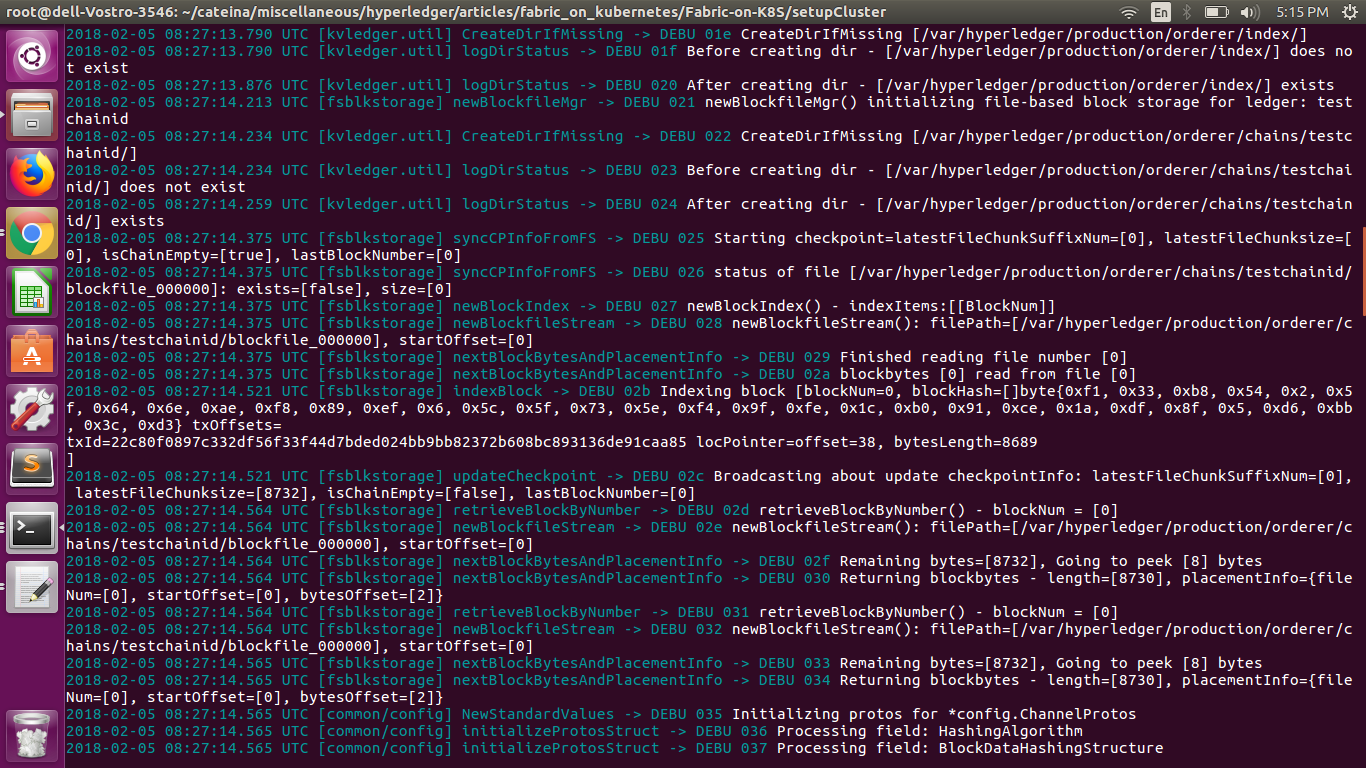 root@dell-Vostro-3546: ~/cateina/miscellaneous/hyperledger/articles/fabric_on_kubernetes/Fabric-on-K8S/setupCluster
En
5:15 PM
2018-02-05 08:27:13.790 UTC [kvledger.util] CreateDirIfMissing -> DEBU 01e CreateDirIfMissing [/var/hyperledger/production/orderer/index/]
2018-02-05 08:27:13.790 UTC [kvledger.util] logDirStatus -> DEBU 01f Before creating dir - [/var/hyperledger/production/orderer/index/] does no
t exist
2018-02-05 08:27:13.876 UTC [kvledger.util] logDirStatus -> DEBU 020 After creating dir - [/var/hyperledger/production/orderer/index/] exists
2018-02-05 08:27:14.213 UTC [fsblkstorage] newBlockfileMgr -> DEBU 021 newBlockfileMgr() initializing file-based block storage for ledger: test
chainid
2018-02-05 08:27:14.234 UTC [kvledger.util] CreateDirIfMissing -> DEBU 022 CreateDirIfMissing [/var/hyperledger/production/orderer/chains/testc
hainid/]
2018-02-05 08:27:14.234 UTC [kvledger.util] logDirStatus -> DEBU 023 Before creating dir - [/var/hyperledger/production/orderer/chains/testchai
nid/] does not exist
2018-02-05 08:27:14.259 UTC [kvledger.util] logDirStatus -> DEBU 024 After creating dir - [/var/hyperledger/production/orderer/chains/testchain
id/] exists
2018-02-05 08:27:14.375 UTC [fsblkstorage] syncCPInfoFromFS -> DEBU 025 Starting checkpoint=latestFileChunkSuffixNum=[0], latestFileChunksize=[
0], isChainEmpty=[true], lastBlockNumber=[0]
2018-02-05 08:27:14.375 UTC [fsblkstorage] syncCPInfoFromFS -> DEBU 026 status of file [/var/hyperledger/production/orderer/chains/testchainid/
blockfile_000000]: exists=[false], size=[0]
2018-02-05 08:27:14.375 UTC [fsblkstorage] newBlockIndex -> DEBU 027 newBlockIndex() - indexItems:[[BlockNum]]
2018-02-05 08:27:14.375 UTC [fsblkstorage] newBlockfileStream -> DEBU 028 newBlockfileStream(): filePath=[/var/hyperledger/production/orderer/c
hains/testchainid/blockfile_000000], startOffset=[0]
2018-02-05 08:27:14.375 UTC [fsblkstorage] nextBlockBytesAndPlacementInfo -> DEBU 029 Finished reading file number [0]
2018-02-05 08:27:14.375 UTC [fsblkstorage] nextBlockBytesAndPlacementInfo -> DEBU 02a blockbytes [0] read from file [0]
2018-02-05 08:27:14.521 UTC [fsblkstorage] indexBlock -> DEBU 02b Indexing block [blockNum=0, blockHash=[]byte{0xf1, 0x33, 0xb8, 0x54, 0x2, 0x5
f, 0x64, 0x6e, 0xae, 0xf8, 0x89, 0xef, 0x6, 0x5c, 0x5f, 0x73, 0x5e, 0xf4, 0x9f, 0xfe, 0x1c, 0xb0, 0x91, 0xce, 0x1a, 0xdf, 0x8f, 0x5, 0xd6, 0xbb
, 0x3c, 0xd3} txOffsets=
txId=22c80f0897c332df56f33f44d7bded024bb9bb82372b608bc893136de91caa85 locPointer=offset=38, bytesLength=8689
]
2018-02-05 08:27:14.521 UTC [fsblkstorage] updateCheckpoint -> DEBU 02c Broadcasting about update checkpointInfo: latestFileChunkSuffixNum=[0],
 latestFileChunksize=[8732], isChainEmpty=[false], lastBlockNumber=[0]
2018-02-05 08:27:14.564 UTC [fsblkstorage] retrieveBlockByNumber -> DEBU 02d retrieveBlockByNumber() - blockNum = [0]
2018-02-05 08:27:14.564 UTC [fsblkstorage] newBlockfileStream -> DEBU 02e newBlockfileStream(): filePath=[/var/hyperledger/production/orderer/c
hains/testchainid/blockfile_000000], startOffset=[0]
2018-02-05 08:27:14.564 UTC [fsblkstorage] nextBlockBytesAndPlacementInfo -> DEBU 02f Remaining bytes=[8732], Going to peek [8] bytes
2018-02-05 08:27:14.564 UTC [fsblkstorage] nextBlockBytesAndPlacementInfo -> DEBU 030 Returning blockbytes - length=[8730], placementInfo={file
Num=[0], startOffset=[0], bytesOffset=[2]}
2018-02-05 08:27:14.564 UTC [fsblkstorage] retrieveBlockByNumber -> DEBU 031 retrieveBlockByNumber() - blockNum = [0]
2018-02-05 08:27:14.564 UTC [fsblkstorage] newBlockfileStream -> DEBU 032 newBlockfileStream(): filePath=[/var/hyperledger/production/orderer/c
hains/testchainid/blockfile_000000], startOffset=[0]
2018-02-05 08:27:14.565 UTC [fsblkstorage] nextBlockBytesAndPlacementInfo -> DEBU 033 Remaining bytes=[8732], Going to peek [8] bytes
2018-02-05 08:27:14.565 UTC [fsblkstorage] nextBlockBytesAndPlacementInfo -> DEBU 034 Returning blockbytes - length=[8730], placementInfo={file
Num=[0], startOffset=[0], bytesOffset=[2]}
2018-02-05 08:27:14.565 UTC [common/config] NewStandardValues -> DEBU 035 Initializing protos for *config.ChannelProtos
2018-02-05 08:27:14.565 UTC [common/config] initializeProtosStruct -> DEBU 036 Processing field: HashingAlgorithm
2018-02-05 08:27:14.565 UTC [common/config] initializeProtosStruct -> DEBU 037 Processing field: BlockDataHashingStructure